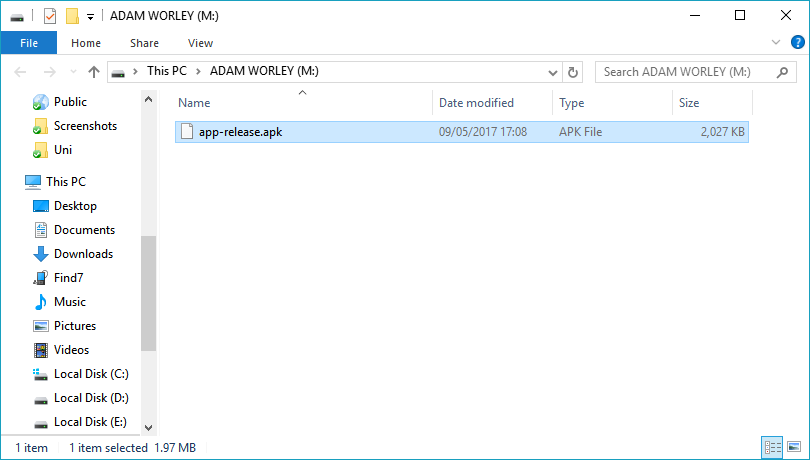 ADAM WORLEY (M:)
File Home Share View
This PC ADAM WORLEY (M:) Search ADAM WORLEY (M:)
Name Date modified Type Size
app-release.apk 09/05/2017 17:08 APK File 2,027 KB
Public
Screenshots
Uni
This PC
Desktop
Documents
Downloads
Find7
Music
Pictures
Videos
Local Disk (C:)
Local Disk (D:)
Local Disk (E:)
1 item 1 item selected 1.97 MB